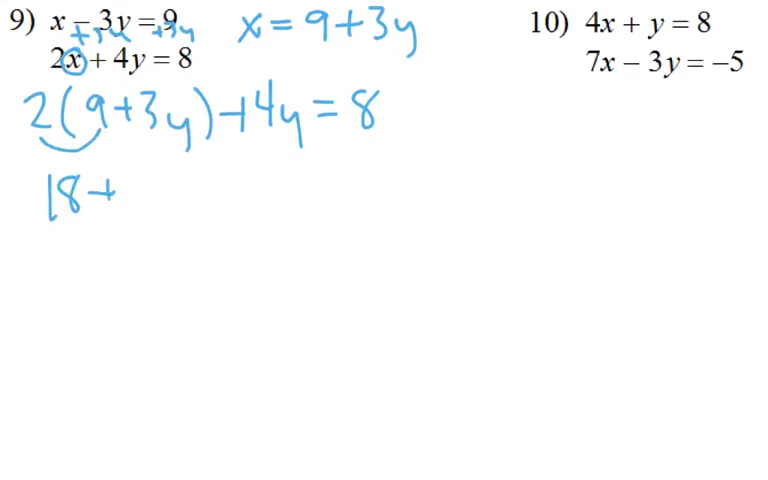 9) x − 3y = 9
+3y +3y
x = 9 + 3y
2x + 4y = 8
2(9+3y)+4y=8
18+
10) 4x + y = 8
7x − 3y = −5